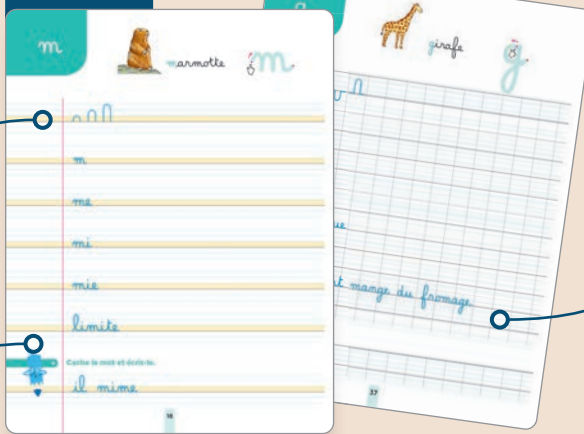 m
marmotte m
m
me
mi
mie
limite
Cache le mot et écris-le.
il mime
18
g
girafe g
ue
t mange du fromage
37